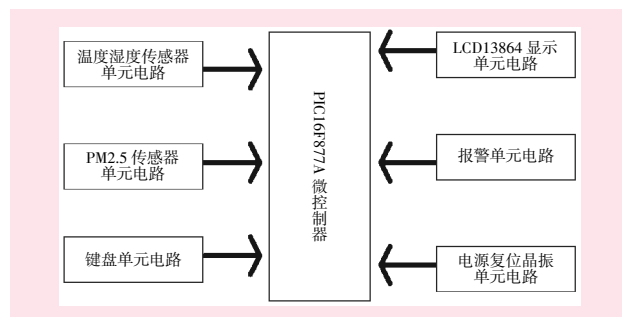 温度湿度传感器
单元电路
PM2.5 传感器
单元电路
键盘单元电路
PIC16F877A 微控制器
LCD13864 显示
单元电路
报警单元电路
电源复位晶振
单元电路